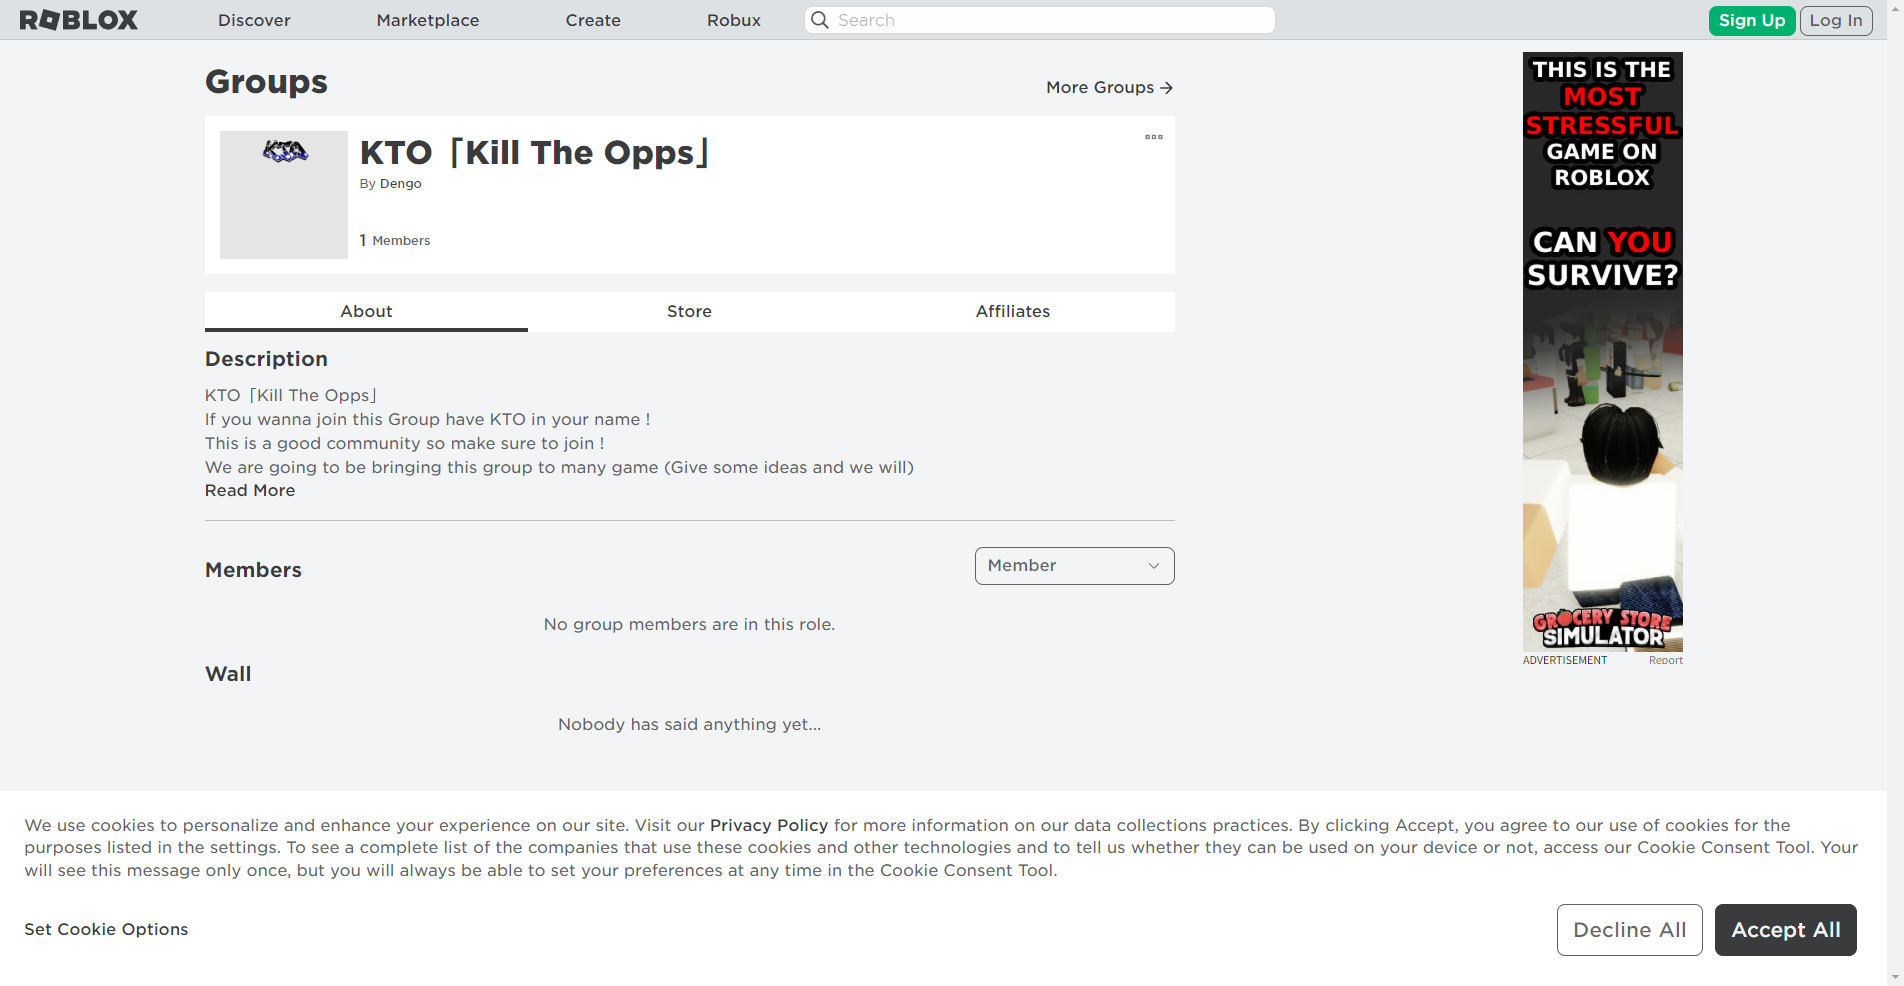 ROBLOX Discover Marketplace Create Robux Search Sign Up Log In
Groups
More Groups
KTO「Kill The Opps」
By Dengo
1 Members
About Store Affiliates
Description
KTO「Kill The Opps」
If you wanna join this Group have KTO in your name !
This is a good community so make sure to join !
We are going to be bringing this group to many game (Give some ideas and we will)
Read More
Members
Member
No group members are in this role.
Wall
Nobody has said anything yet...
THIS IS THE
MOST
STRESSFUL
GAME ON
ROBLOX
CAN YOU
SURVIVE?
GROCERY STORE
SIMULATOR
ADVERTISEMENT Report
We use cookies to personalize and enhance your experience on our site. Visit our Privacy Policy for more information on our data collections practices. By clicking Accept, you agree to our use of cookies for the
purposes listed in the settings. To see a complete list of the companies that use these cookies and other technologies and to tell us whether they can be used on your device or not, access our Cookie Consent Tool. Your
will see this message only once, but you will always be able to set your preferences at any time in the Cookie Consent Tool.
Set Cookie Options
Decline All
Accept All